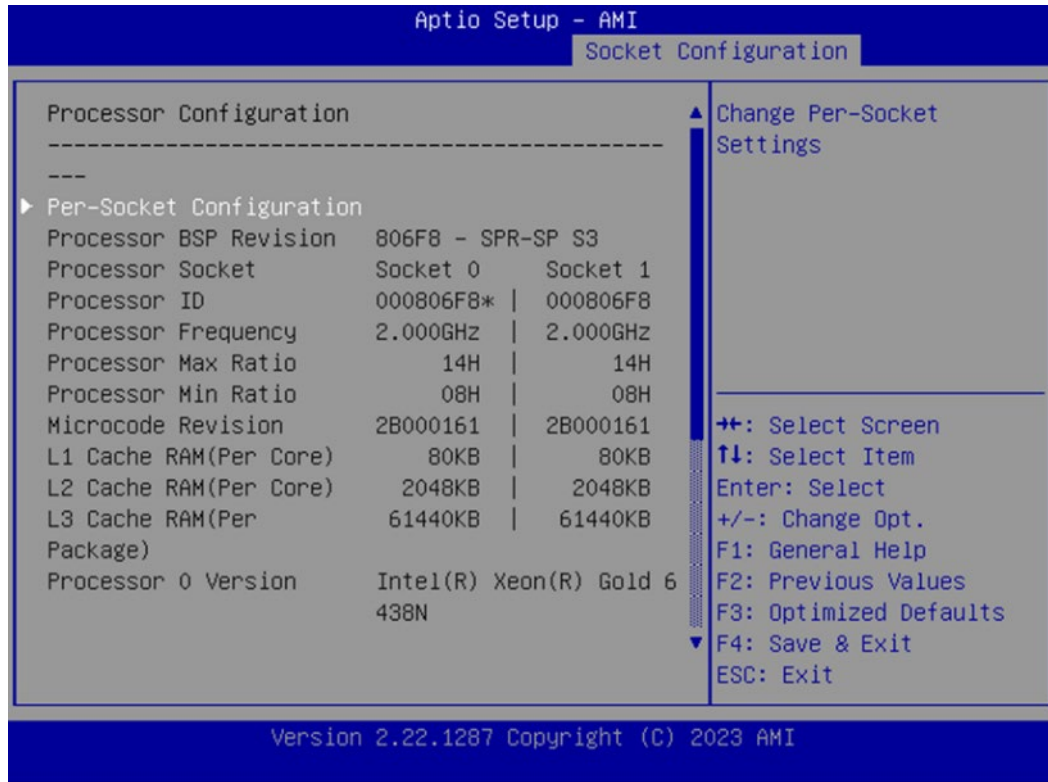 Aptio Setup – AMI
Socket Configuration
Processor Configuration
------------------------------------------------
---
Per-Socket Configuration
Processor BSP Revision 806F8 - SPR-SP S3
Processor Socket Socket 0 Socket 1
Processor ID 000806F8* | 000806F8
Processor Frequency 2.000GHz | 2.000GHz
Processor Max Ratio 14H | 14H
Processor Min Ratio 08H | 08H
Microcode Revision 2B000161 | 2B000161
L1 Cache RAM(Per Core) 80KB | 80KB
L2 Cache RAM(Per Core) 2048KB | 2048KB
L3 Cache RAM(Per 61440KB | 61440KB
Package)
Processor 0 Version Intel(R) Xeon(R) Gold 6
438N
Change Per-Socket
Settings
→←: Select Screen
↑↓: Select Item
Enter: Select
+/-: Change Opt.
F1: General Help
F2: Previous Values
F3: Optimized Defaults
F4: Save & Exit
ESC: Exit
Version 2.22.1287 Copyright (C) 2023 AMI